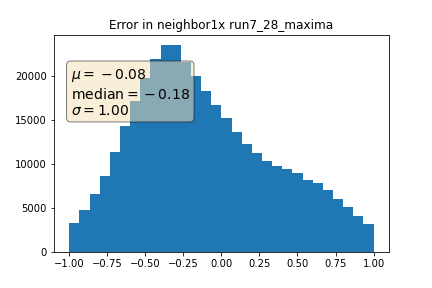 Error in neighbor1x run7_28_maxima
μ = −0.08
median = −0.18
σ = 1.00
20000
15000
10000
5000
0
−1.00 −0.75 −0.50 −0.25 0.00 0.25 0.50 0.75 1.00